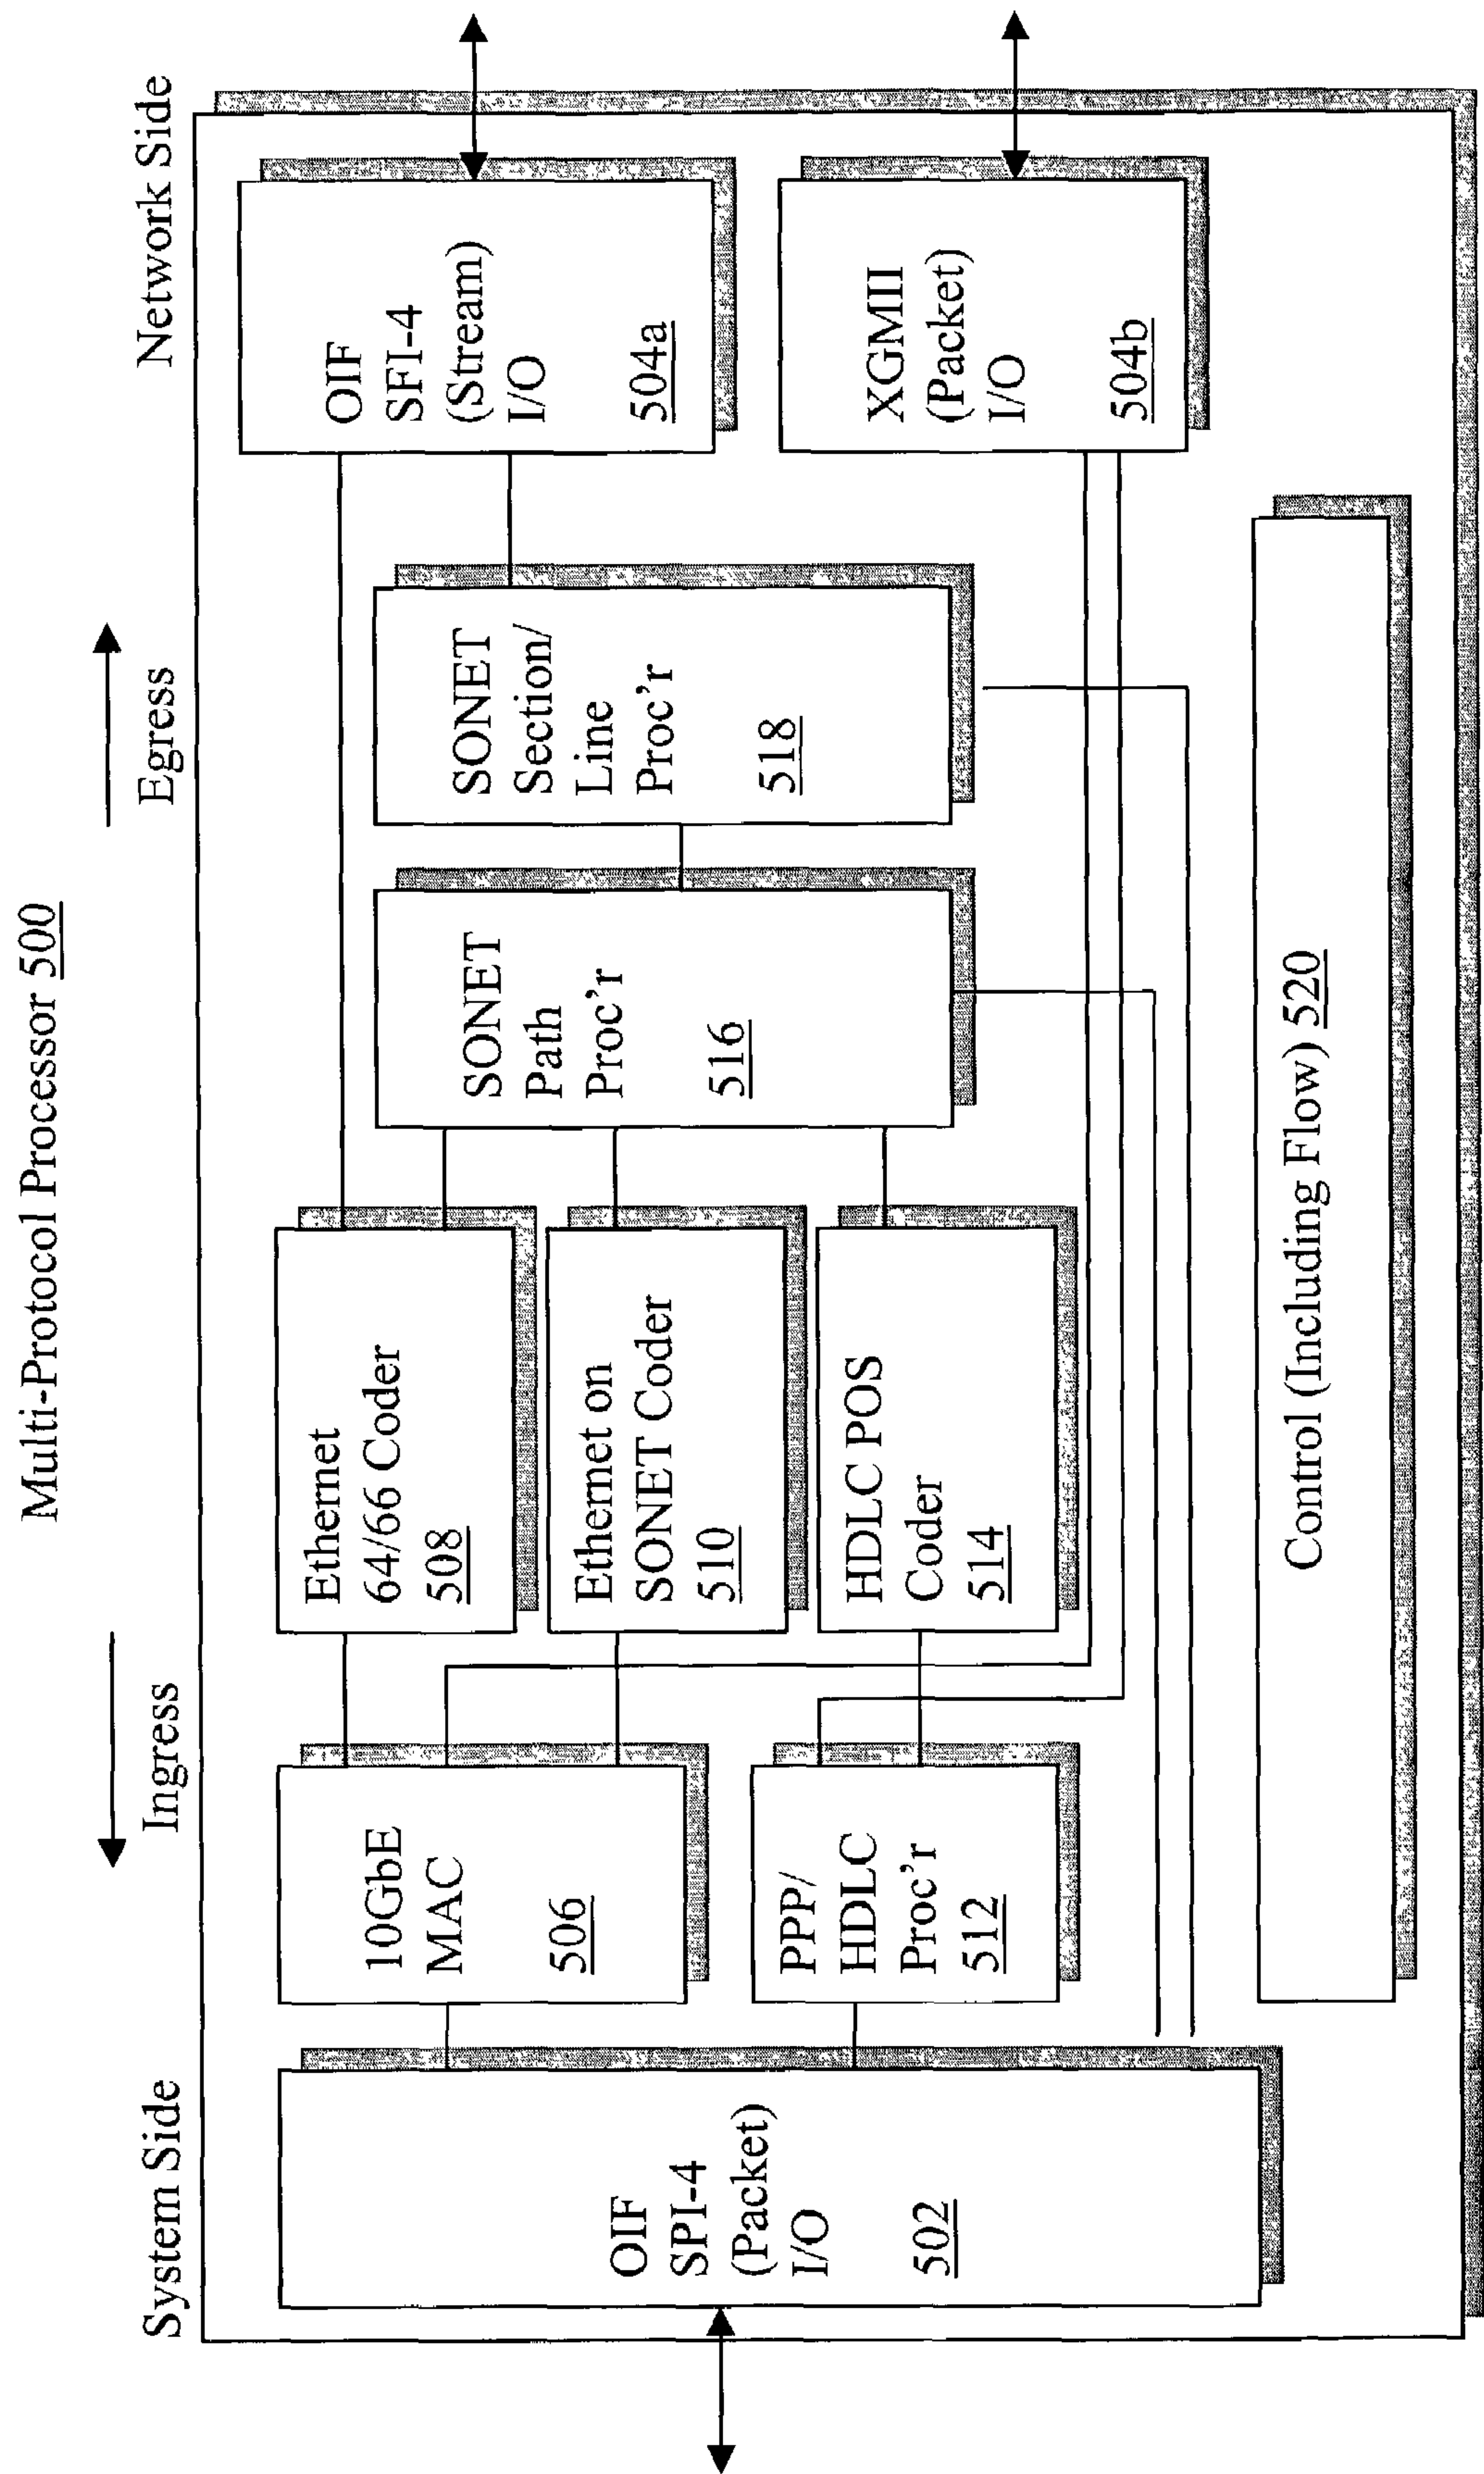 Multi-Protocol Processor 500
System Side
Ingress
Egress
Network Side
OIF
SPI-4
(Packet)
I/O
502
10GbE
MAC
506
PPP/
HDLC
Proc'r
512
Ethernet
64/66 Coder
508
Ethernet on
SONET Coder
510
HDLC POS
Coder
514
SONET
Path
Proc'r
516
SONET
Section/
Line
Proc'r
518
OIF
SFI-4
(Stream)
I/O
504a
XGMII
(Packet)
I/O
504b
Control (Including Flow) 520